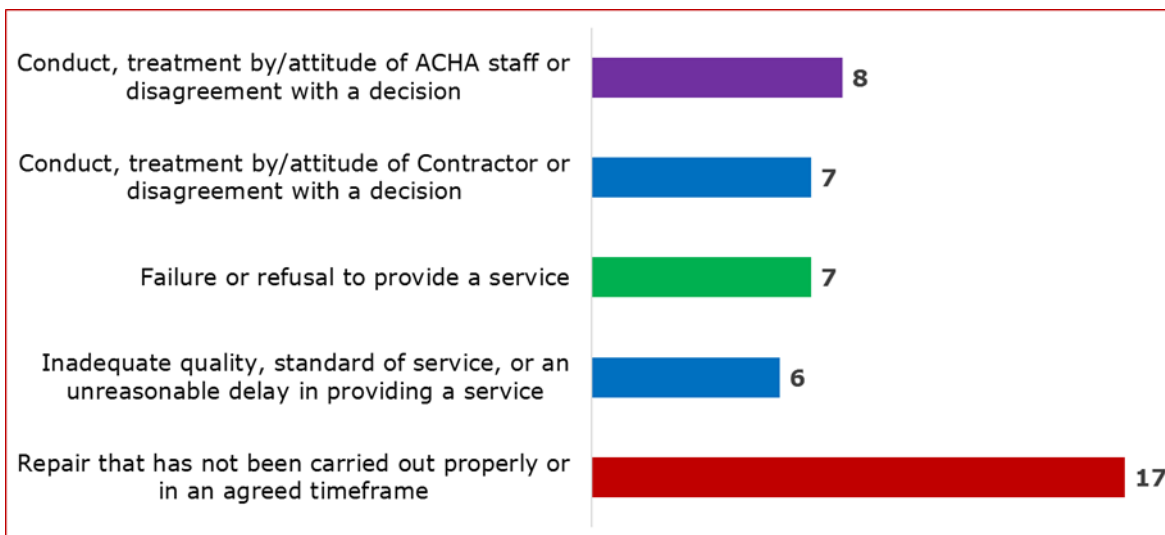 Conduct, treatment by/attitude of ACHA staff or
disagreement with a decision
8
Conduct, treatment by/attitude of Contractor or
disagreement with a decision
7
Failure or refusal to provide a service
7
Inadequate quality, standard of service, or an
unreasonable delay in providing a service
6
Repair that has not been carried out properly or
in an agreed timeframe
17